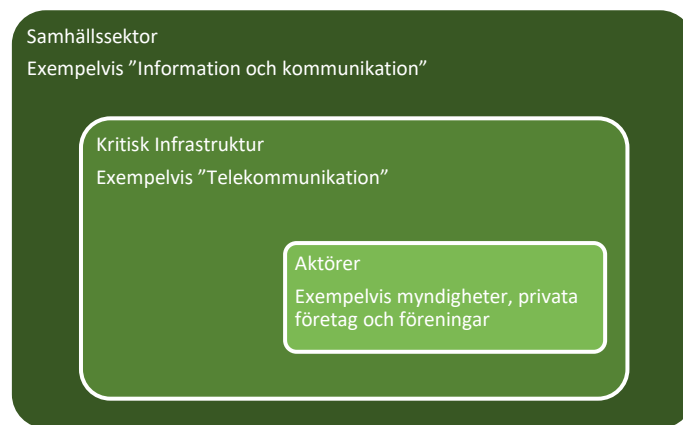 Samhällssektor
Exempelvis ”Information och kommunikation”
Kritisk Infrastruktur
Exempelvis ”Telekommunikation”
Aktörer
Exempelvis myndigheter, privata
företag och föreningar